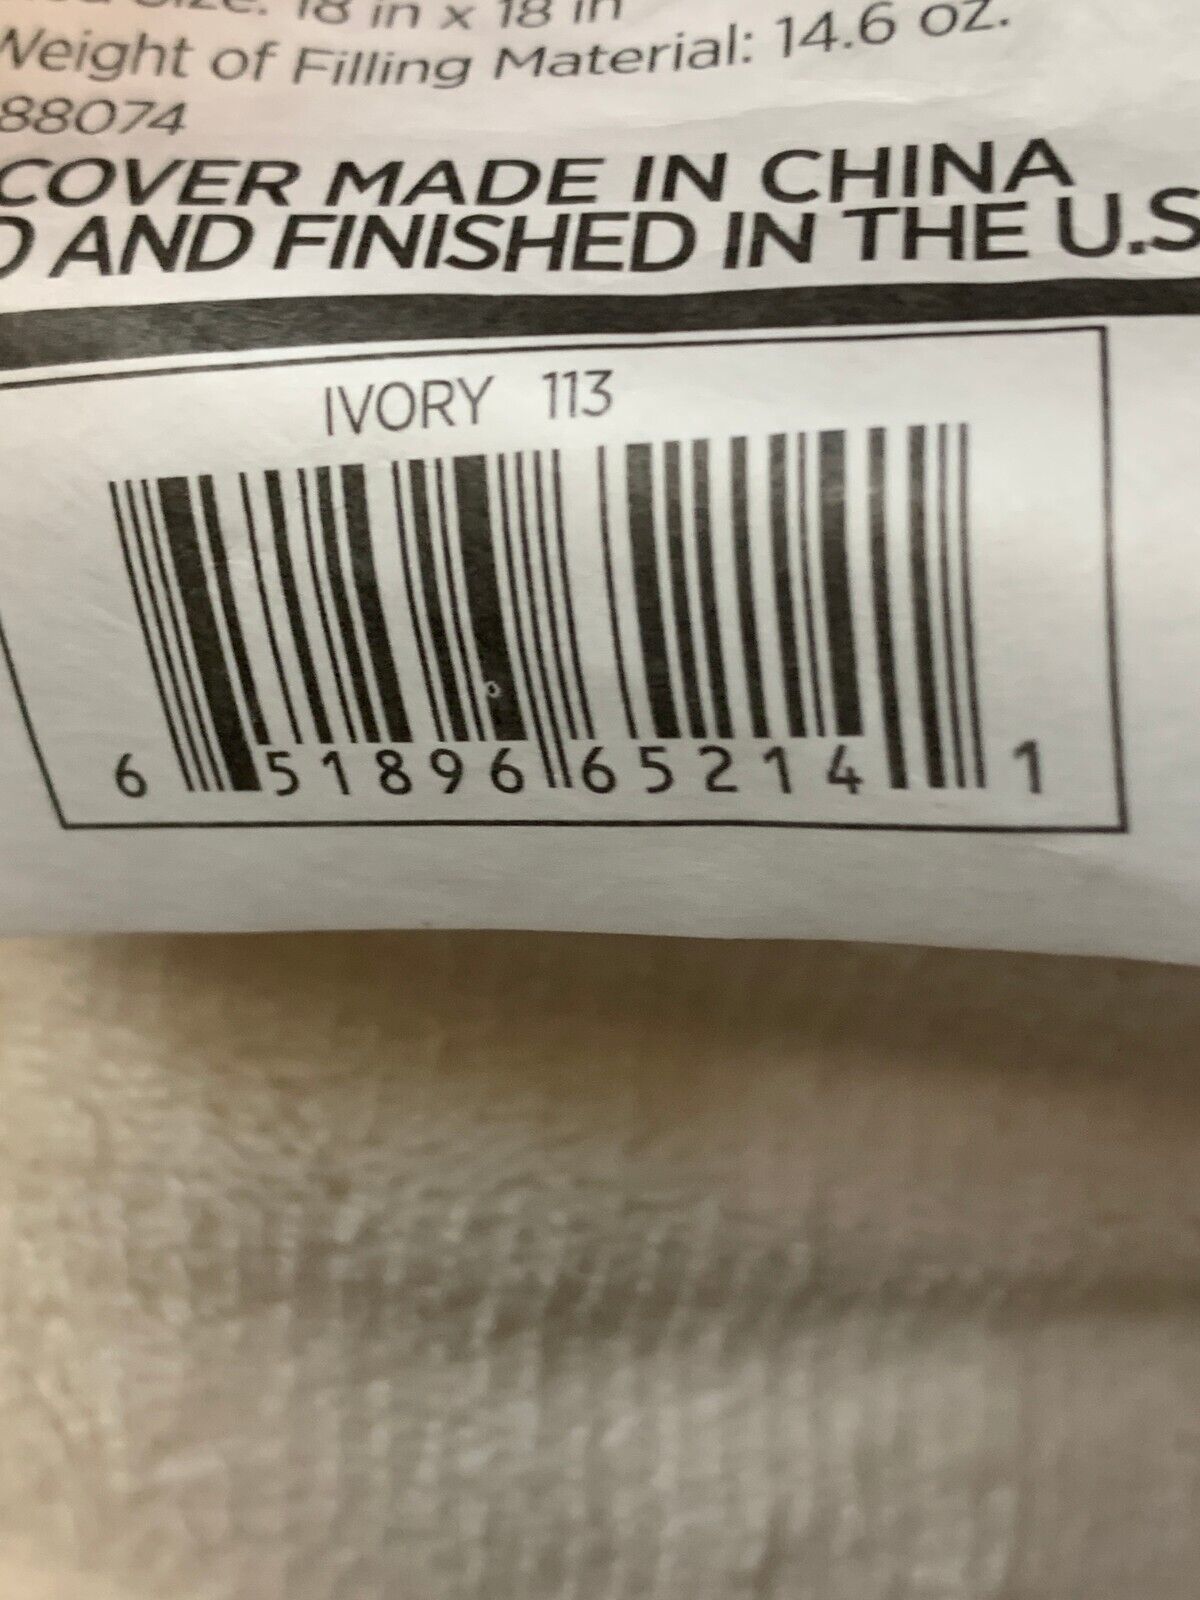 18 in x 18 in
Weight of Filling Material: 14.6 oz.
88074
COVER MADE IN CHINA
AND FINISHED IN THE U.S
IVORY 113
6 51896 65214 1